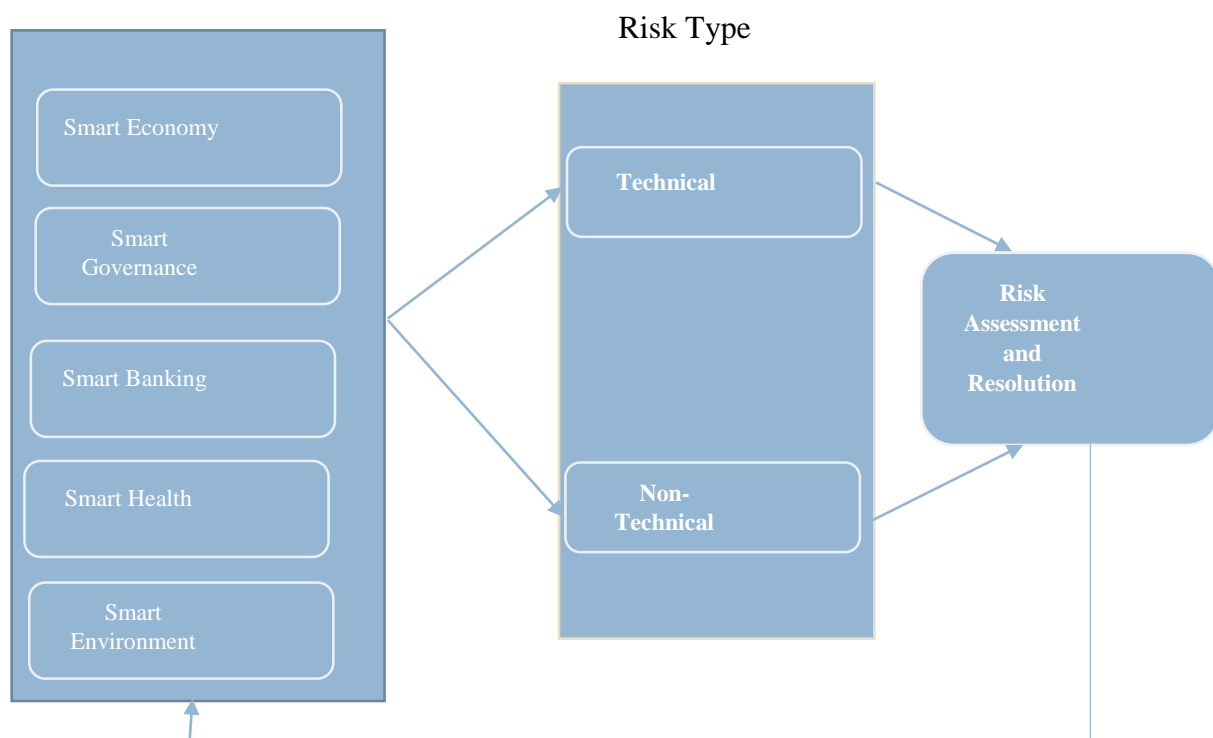 Risk Type
Smart Economy
Smart
Governance
Smart Banking
Smart Health
Smart
Environment
Technical
Non-
Technical
Risk
Assessment
and
Resolution